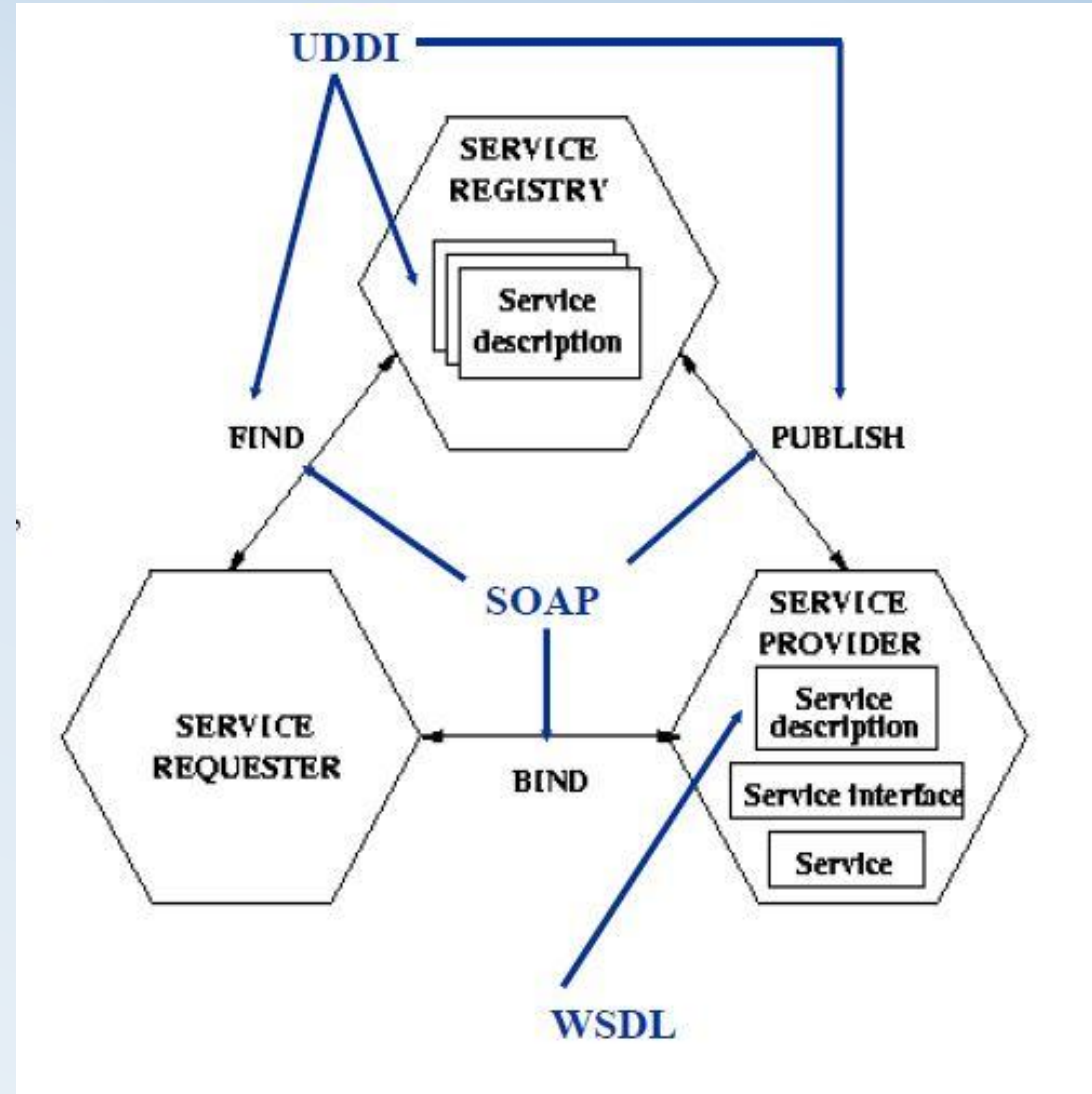 UDDI
SERVICE
REGISTRY
Service
description
FIND
PUBLISH
SOAP
SERVICE
REQUESTER
BIND
SERVICE
PROVIDER
Service
description
Service interface
Service
WSDL